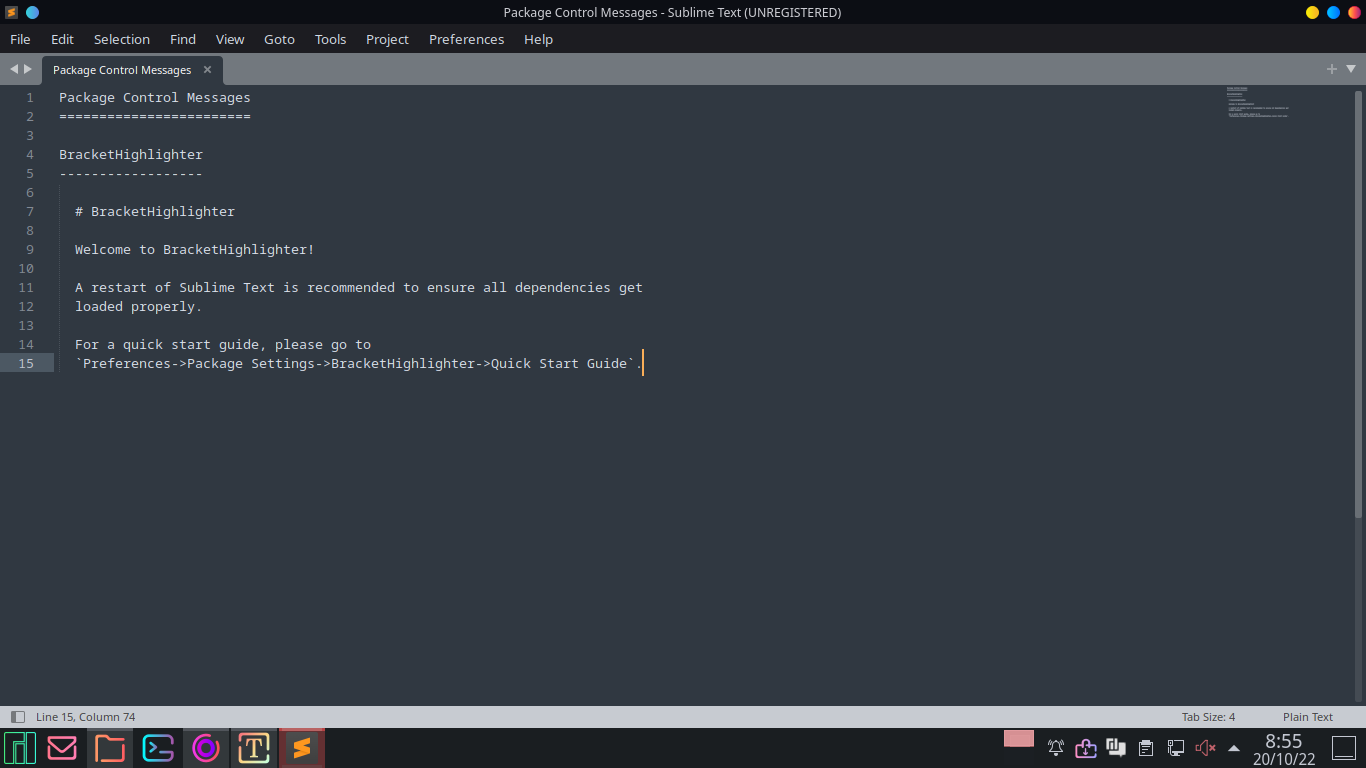 Package Control Messages - Sublime Text (UNREGISTERED)
File Edit Selection Find View Goto Tools Project Preferences Help
Package Control Messages ×
1 Package Control Messages
2 ========================
3
4 BracketHighlighter
5 ------------------
6
7 # BracketHighlighter
8
9 Welcome to BracketHighlighter!
10
11 A restart of Sublime Text is recommended to ensure all dependencies get
12 loaded properly.
13
14 For a quick start guide, please go to
15 `Preferences->Package Settings->BracketHighlighter->Quick Start Guide`.
Line 15, Column 74 Tab Size: 4 Plain Text
8:55
20/10/22